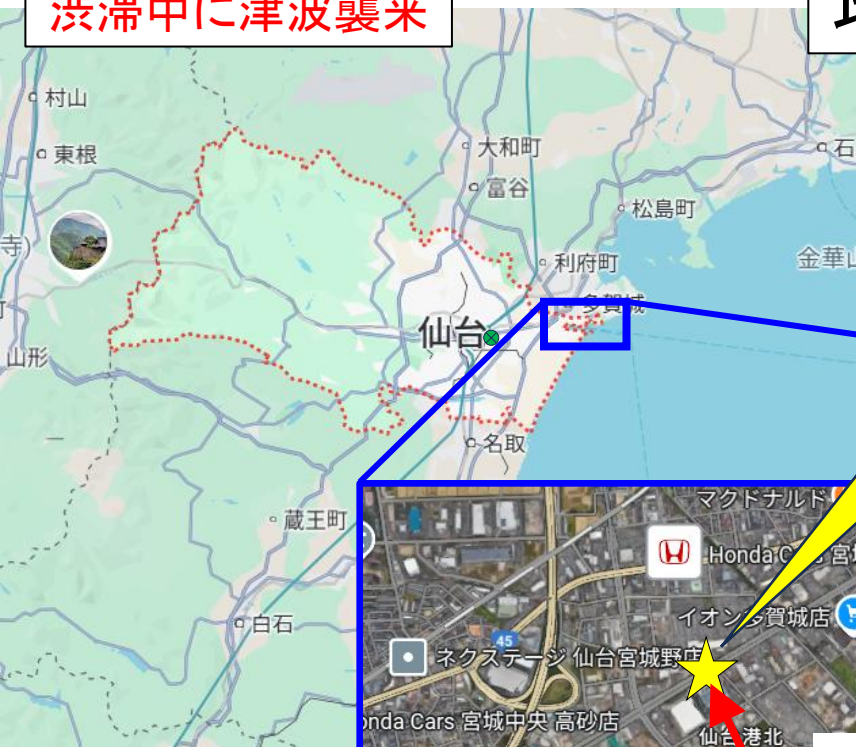 渋滞中に津波襲来
村山
東根
大和町
富谷
石
松島町
寺)
利府町
金華山
多賀城
仙台
山形
名取
蔵王町
白石
マクドナルド
Honda Cars 宮城
イオン多賀城店
45
ネクステージ 仙台宮城野店
onda Cars 宮城中央 高砂店
仙台港北